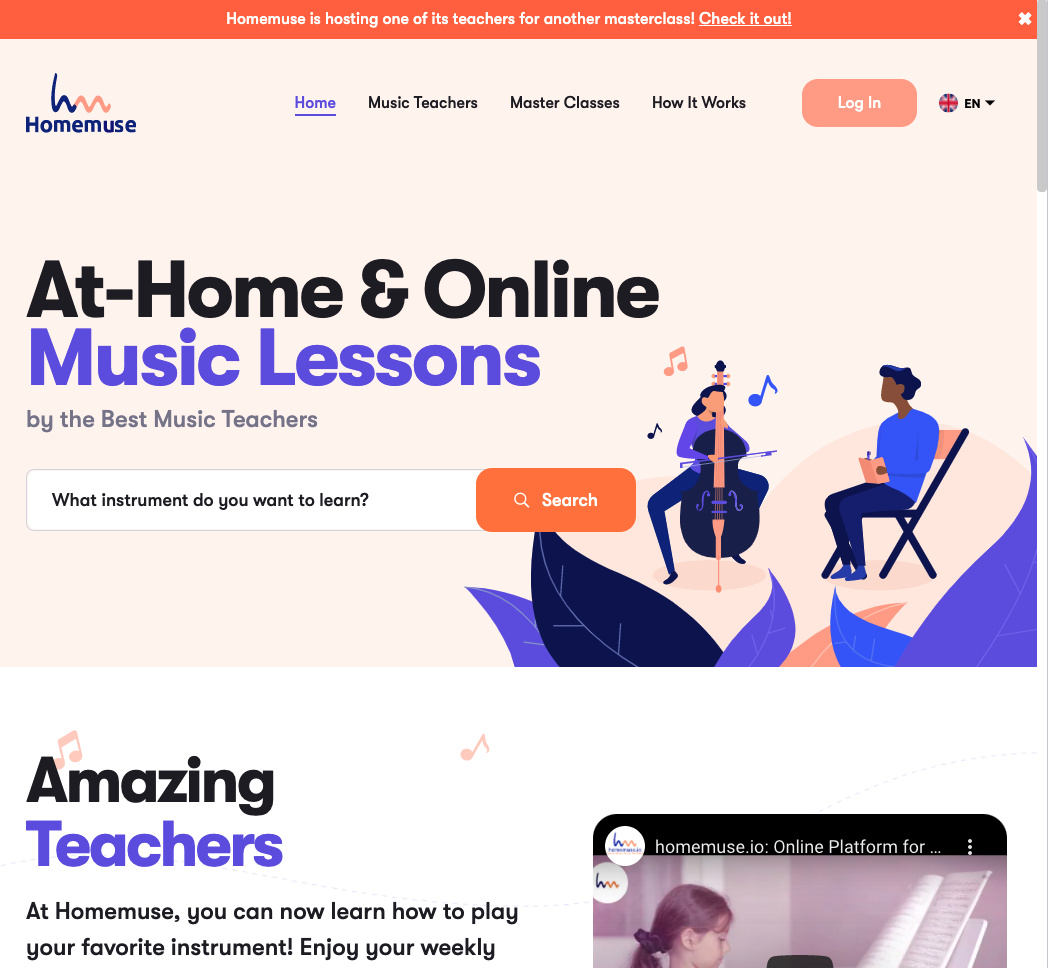 Homemuse is hosting one of its teachers for another masterclass! Check it out! ✖
Homemuse
Home
Music Teachers
Master Classes
How It Works
Log In
EN
At-Home & Online
Music Lessons
by the Best Music Teachers
What instrument do you want to learn?
Search
Amazing
Teachers
At Homemuse, you can now learn how to play
your favorite instrument! Enjoy your weekly
homemuse.io: Online Platform for ...